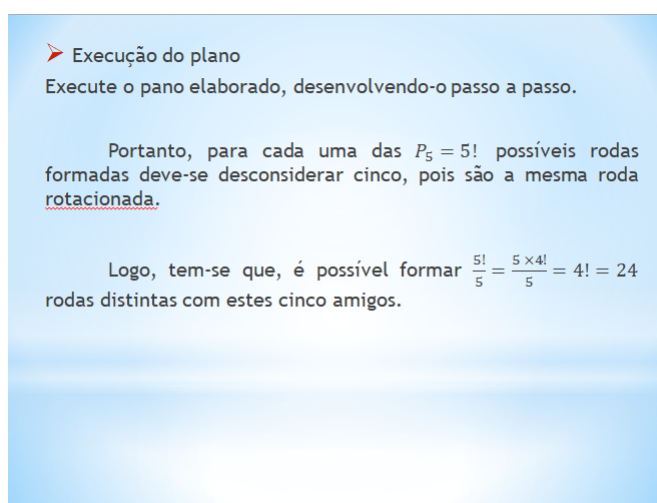 Execução do plano
Execute o pano elaborado, desenvolvendo-o passo a passo.
Portanto, para cada uma das P₅ = 5! possíveis rodas
formadas deve-se desconsiderar cinco, pois são a mesma roda
rotacionada.
Logo, tem-se que, é possível formar 5!/5 = 5 ×4!/5 = 4! = 24
rodas distintas com estes cinco amigos.